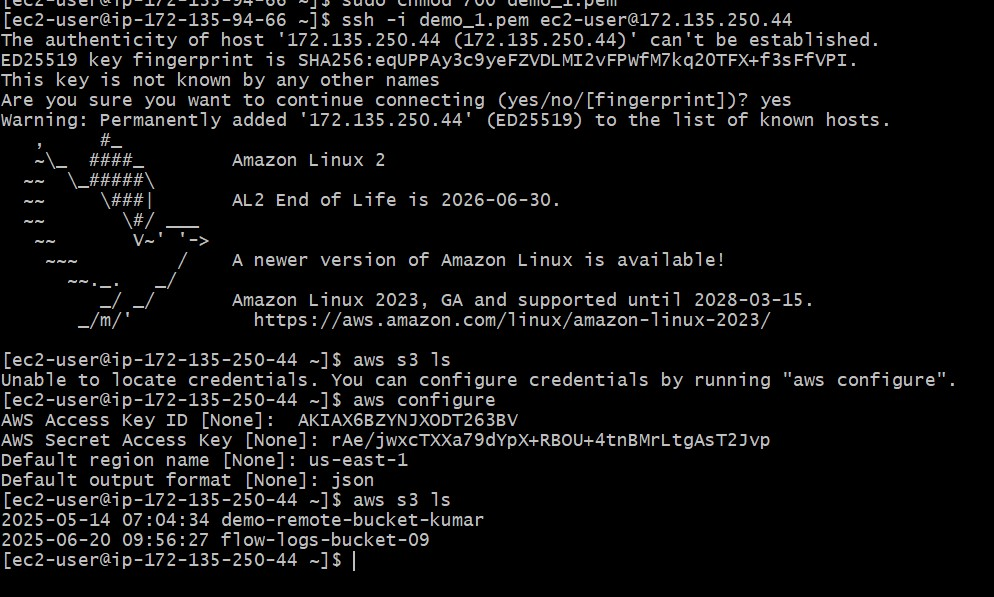 [ec2-user@ip-172-135-94-66 ~]$ sudo chmod 700 demo_1.pem
[ec2-user@ip-172-135-94-66 ~]$ ssh -i demo_1.pem ec2-user@172.135.250.44
The authenticity of host '172.135.250.44 (172.135.250.44)' can't be established.
ED25519 key fingerprint is SHA256:eqUPPAy3c9yeFZVDLMI2vFPWfM7kq2OTFX+f3sFfVPI.
This key is not known by any other names
Are you sure you want to continue connecting (yes/no/[fingerprint])? yes
Warning: Permanently added '172.135.250.44' (ED25519) to the list of known hosts.
Amazon Linux 2
AL2 End of Life is 2026-06-30.
A newer version of Amazon Linux is available!
Amazon Linux 2023, GA and supported until 2028-03-15.
https://aws.amazon.com/linux/amazon-linux-2023/
[ec2-user@ip-172-135-250-44 ~]$ aws s3 ls
Unable to locate credentials. You can configure credentials by running "aws configure".
[ec2-user@ip-172-135-250-44 ~]$ aws configure
AWS Access Key ID [None]:  AKIAX6BZYNJXODT263BV
AWS Secret Access Key [None]: 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
Default region name [None]: us-east-1
Default output format [None]: json
[ec2-user@ip-172-135-250-44 ~]$ aws s3 ls
2025-05-14 07:04:34 demo-remote-bucket-kumar
2025-06-20 09:56:27 flow-logs-bucket-09
[ec2-user@ip-172-135-250-44 ~]$